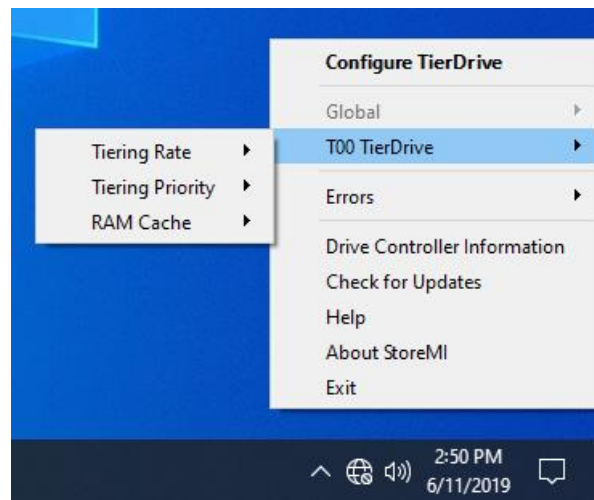 Configure TierDrive
Global
T00 TierDrive
Tiering Rate
Tiering Priority
RAM Cache
Errors
Drive Controller Information
Check for Updates
Help
About StoreMI
Exit
2:50 PM
6/11/2019